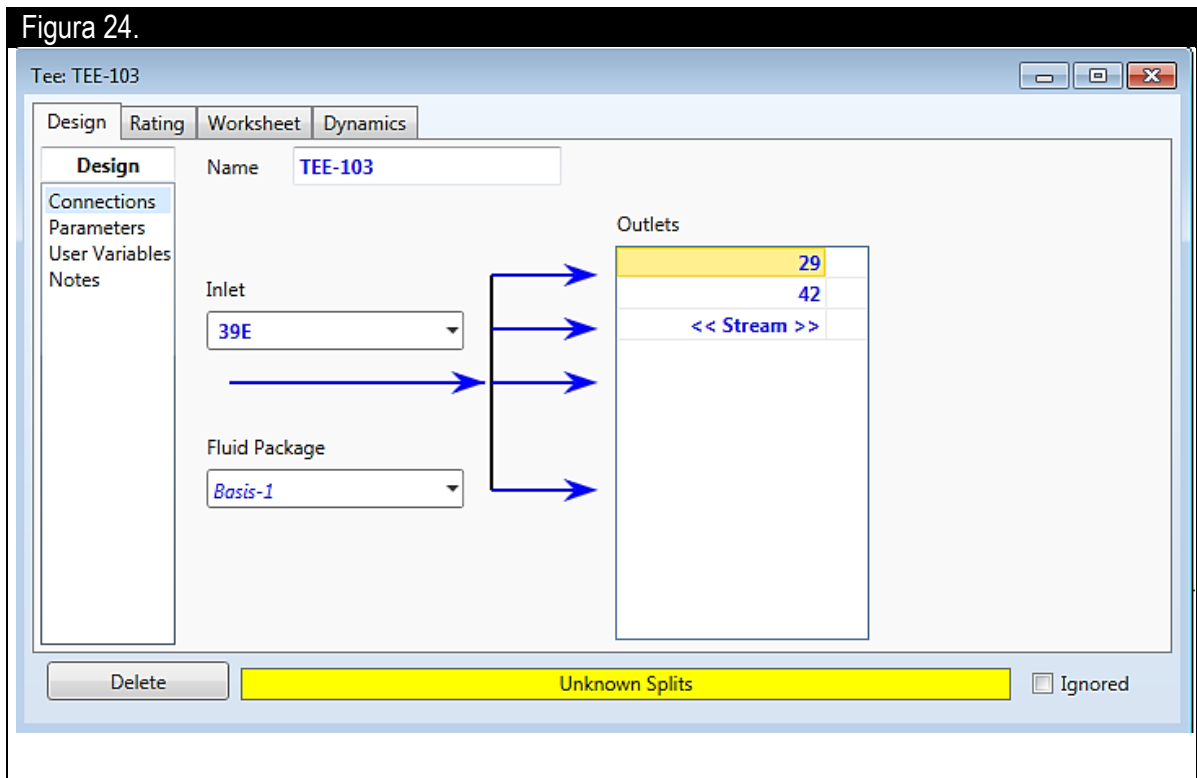 Figura 24.
Tee: TEE-103
Design Rating Worksheet Dynamics
Design
Connections
Parameters
User Variables
Notes
Name TEE-103
Outlets
29
42
<< Stream >>
Inlet
39E
Fluid Package
Basis-1
Delete
Unknown Splits
Ignored